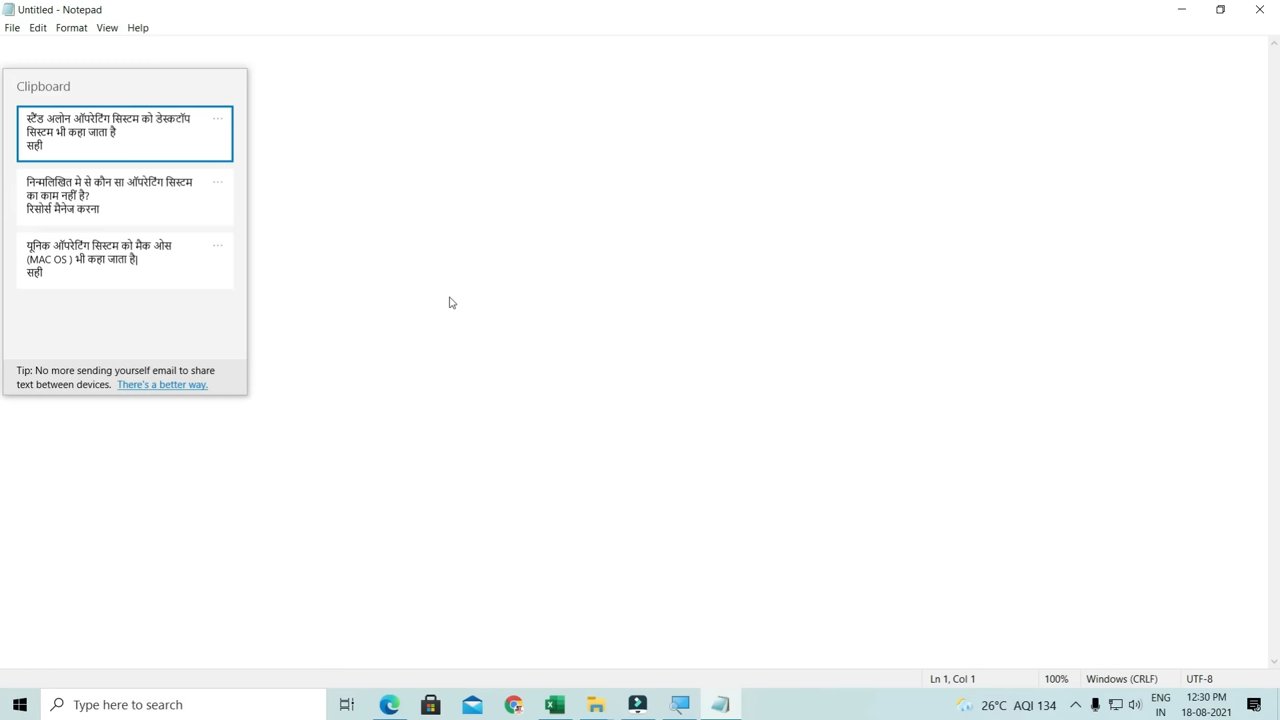 Untitled - Notepad
File Edit Format View Help
Clipboard
स्टैंड अलोन ऑपरेटिंग सिस्टम को डेस्कटॉप
सिस्टम भी कहा जाता है
सही
निन्मलिखित मे से कौन सा ऑपरेटिंग सिस्टम
का काम नहीं है?
रिसोर्स मैनेज करना
यूनिक ऑपरेटिंग सिस्टम को मैक ओस
(MAC OS ) भी कहा जाता है|
सही
Tip: No more sending yourself email to share
text between devices. There's a better way.
Ln 1, Col 1 100% Windows (CRLF) UTF-8
Type here to search
26°C AQI 134
ENG
IN
12:30 PM
18-08-2021